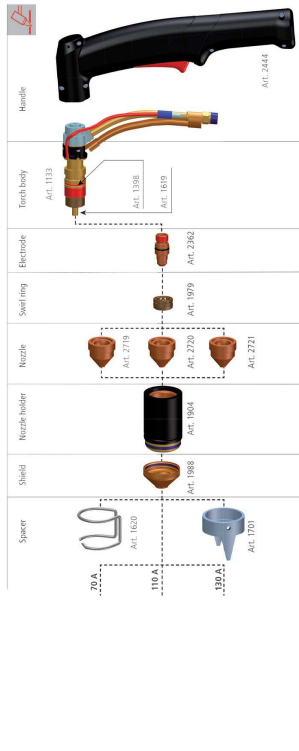 Handle
Art. 2444
Torch body
Art. 1133
Art. 1398
Art. 1619
Electrode
Art. 2362
Swirl ring
Art. 1979
Nozzle
Art. 2719
Art. 2720
Art. 2721
Nozzle holder
Art. 1904
Shield
Art. 1988
Spacer
Art. 1620
Art. 1701
70 A
110 A
130 A